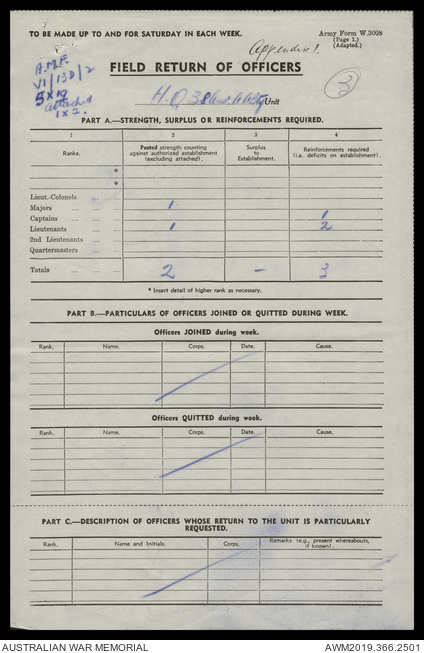 TO BE MADE UP TO AND FOR SATURDAY IN EACH WEEK.
Army Form W.3008
(Page 1.)
(Adapted.)
Appendix 1.
A.M.F.
VI/13D/2
5 x 19
attached
1 x 2.
FIELD RETURN OF OFFICERS
3
H.Q 38 Unit
PART A.—STRENGTH, SURPLUS OR REINFORCEMENTS REQUIRED.
1 2 3 4
Ranks. Posted strength counting against authorized establishment (excluding attached). Surplus to Establishment. Reinforcements required (i.e. deficits on establishment).
*
*
Lieut.-Colonels
Majors 1
Captains 1
Lieutenants 1 2
2nd Lieutenants
Quartermasters
Totals 2 — 3
* Insert detail of higher rank as necessary.
PART B.—PARTICULARS OF OFFICERS JOINED OR QUITTED DURING WEEK.
Officers JOINED during week.
Rank. Name. Corps. Date. Cause.
Officers QUITTED during week.
Rank. Name. Corps. Date. Cause.
PART C.—DESCRIPTION OF OFFICERS WHOSE RETURN TO THE UNIT IS PARTICULARLY
REQUESTED.
Rank. Name and Initials. Corps. Remarks (e.g., present whereabouts, if known).
AUSTRALIAN WAR MEMORIAL AWM2019.366.2501